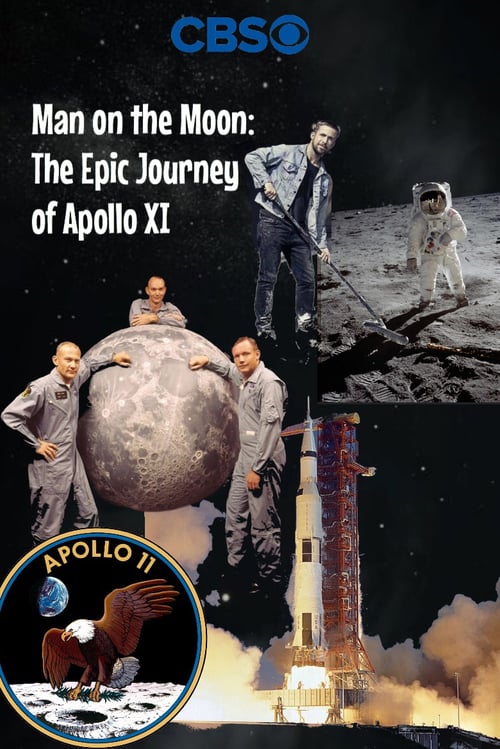 CBS
Man on the Moon:
The Epic Journey
of Apollo XI
APOLLO 11